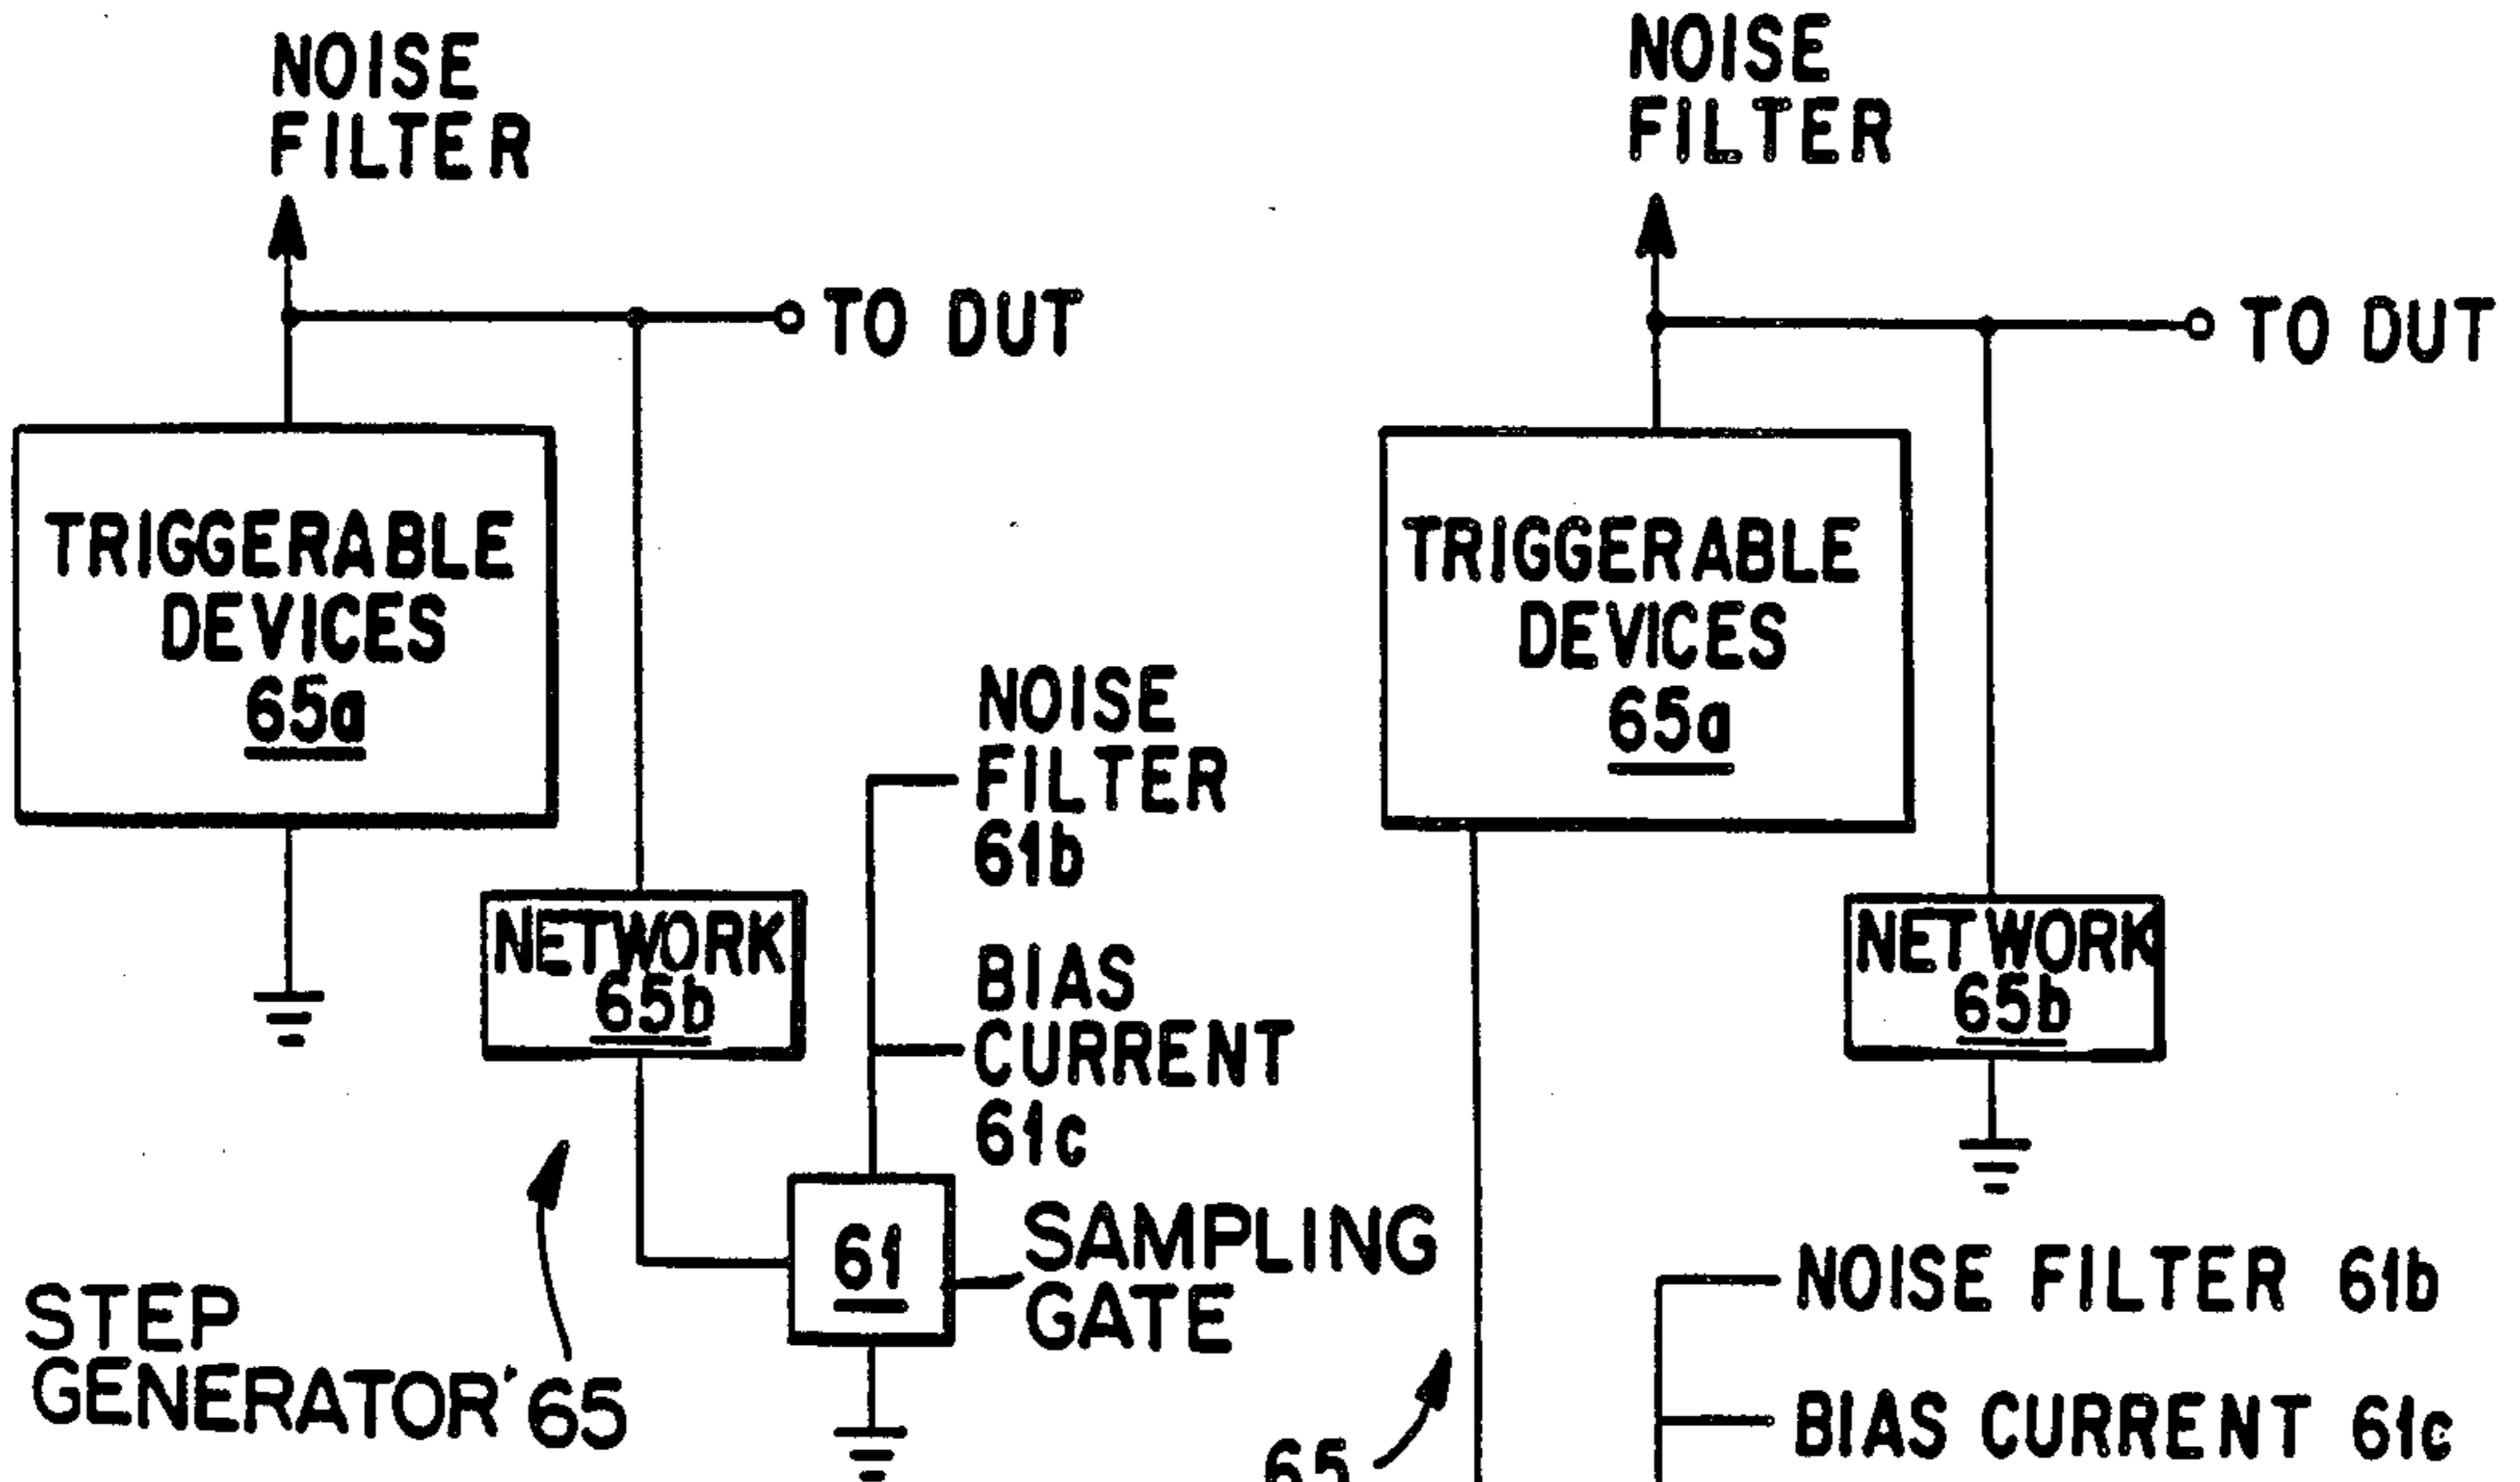 NOISE
FILTER
TO DUT
TRIGGERABLE
DEVICES
65a
NOISE
FILTER
61b
NETWORK
65b
BIAS
CURRENT
61c
61
SAMPLING
GATE
STEP
GENERATOR 65
NOISE
FILTER
TO DUT
TRIGGERABLE
DEVICES
65a
NETWORK
65b
NOISE FILTER 61b
BIAS CURRENT 61c
65